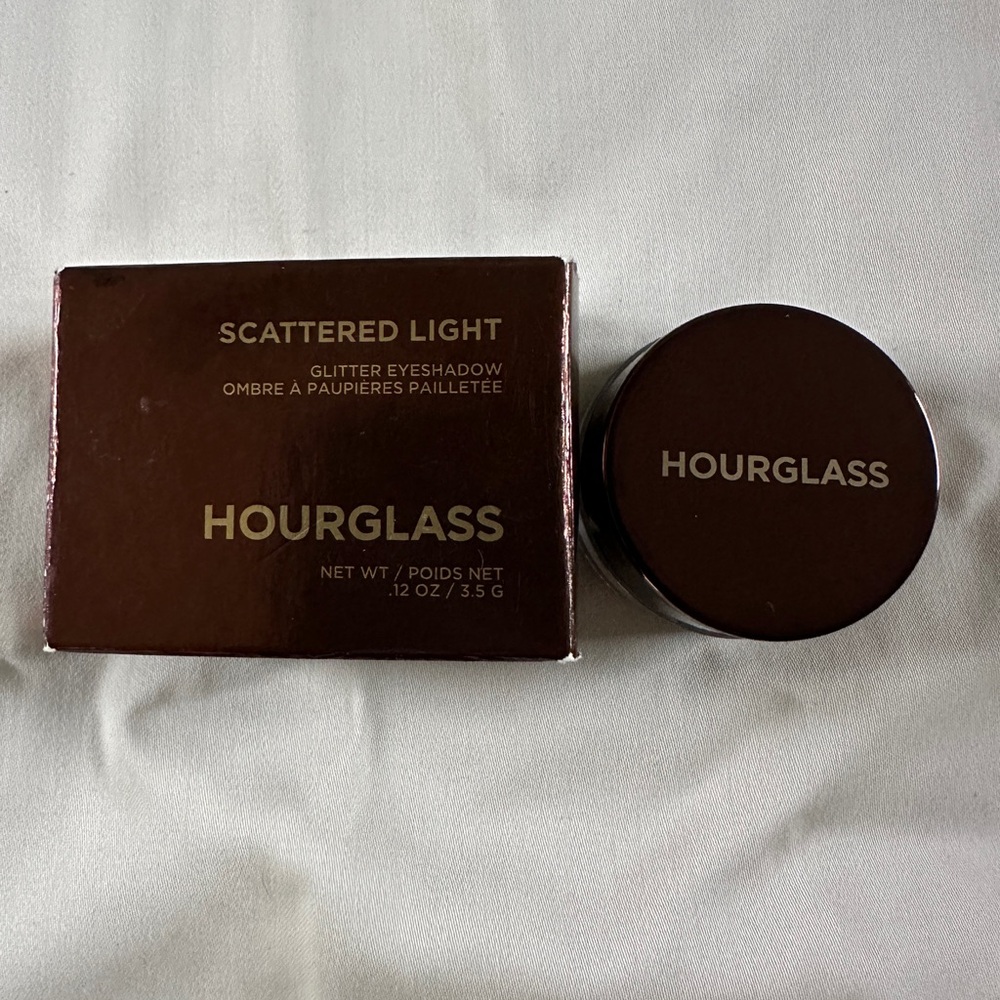 SCATTERED LIGHT
GLITTER EYESHADOW
OMBRE À PAUPIÈRES PAILLETÉE
HOURGLASS
NET WT / POIDS NET
.12 OZ / 3.5 G
HOURGLASS